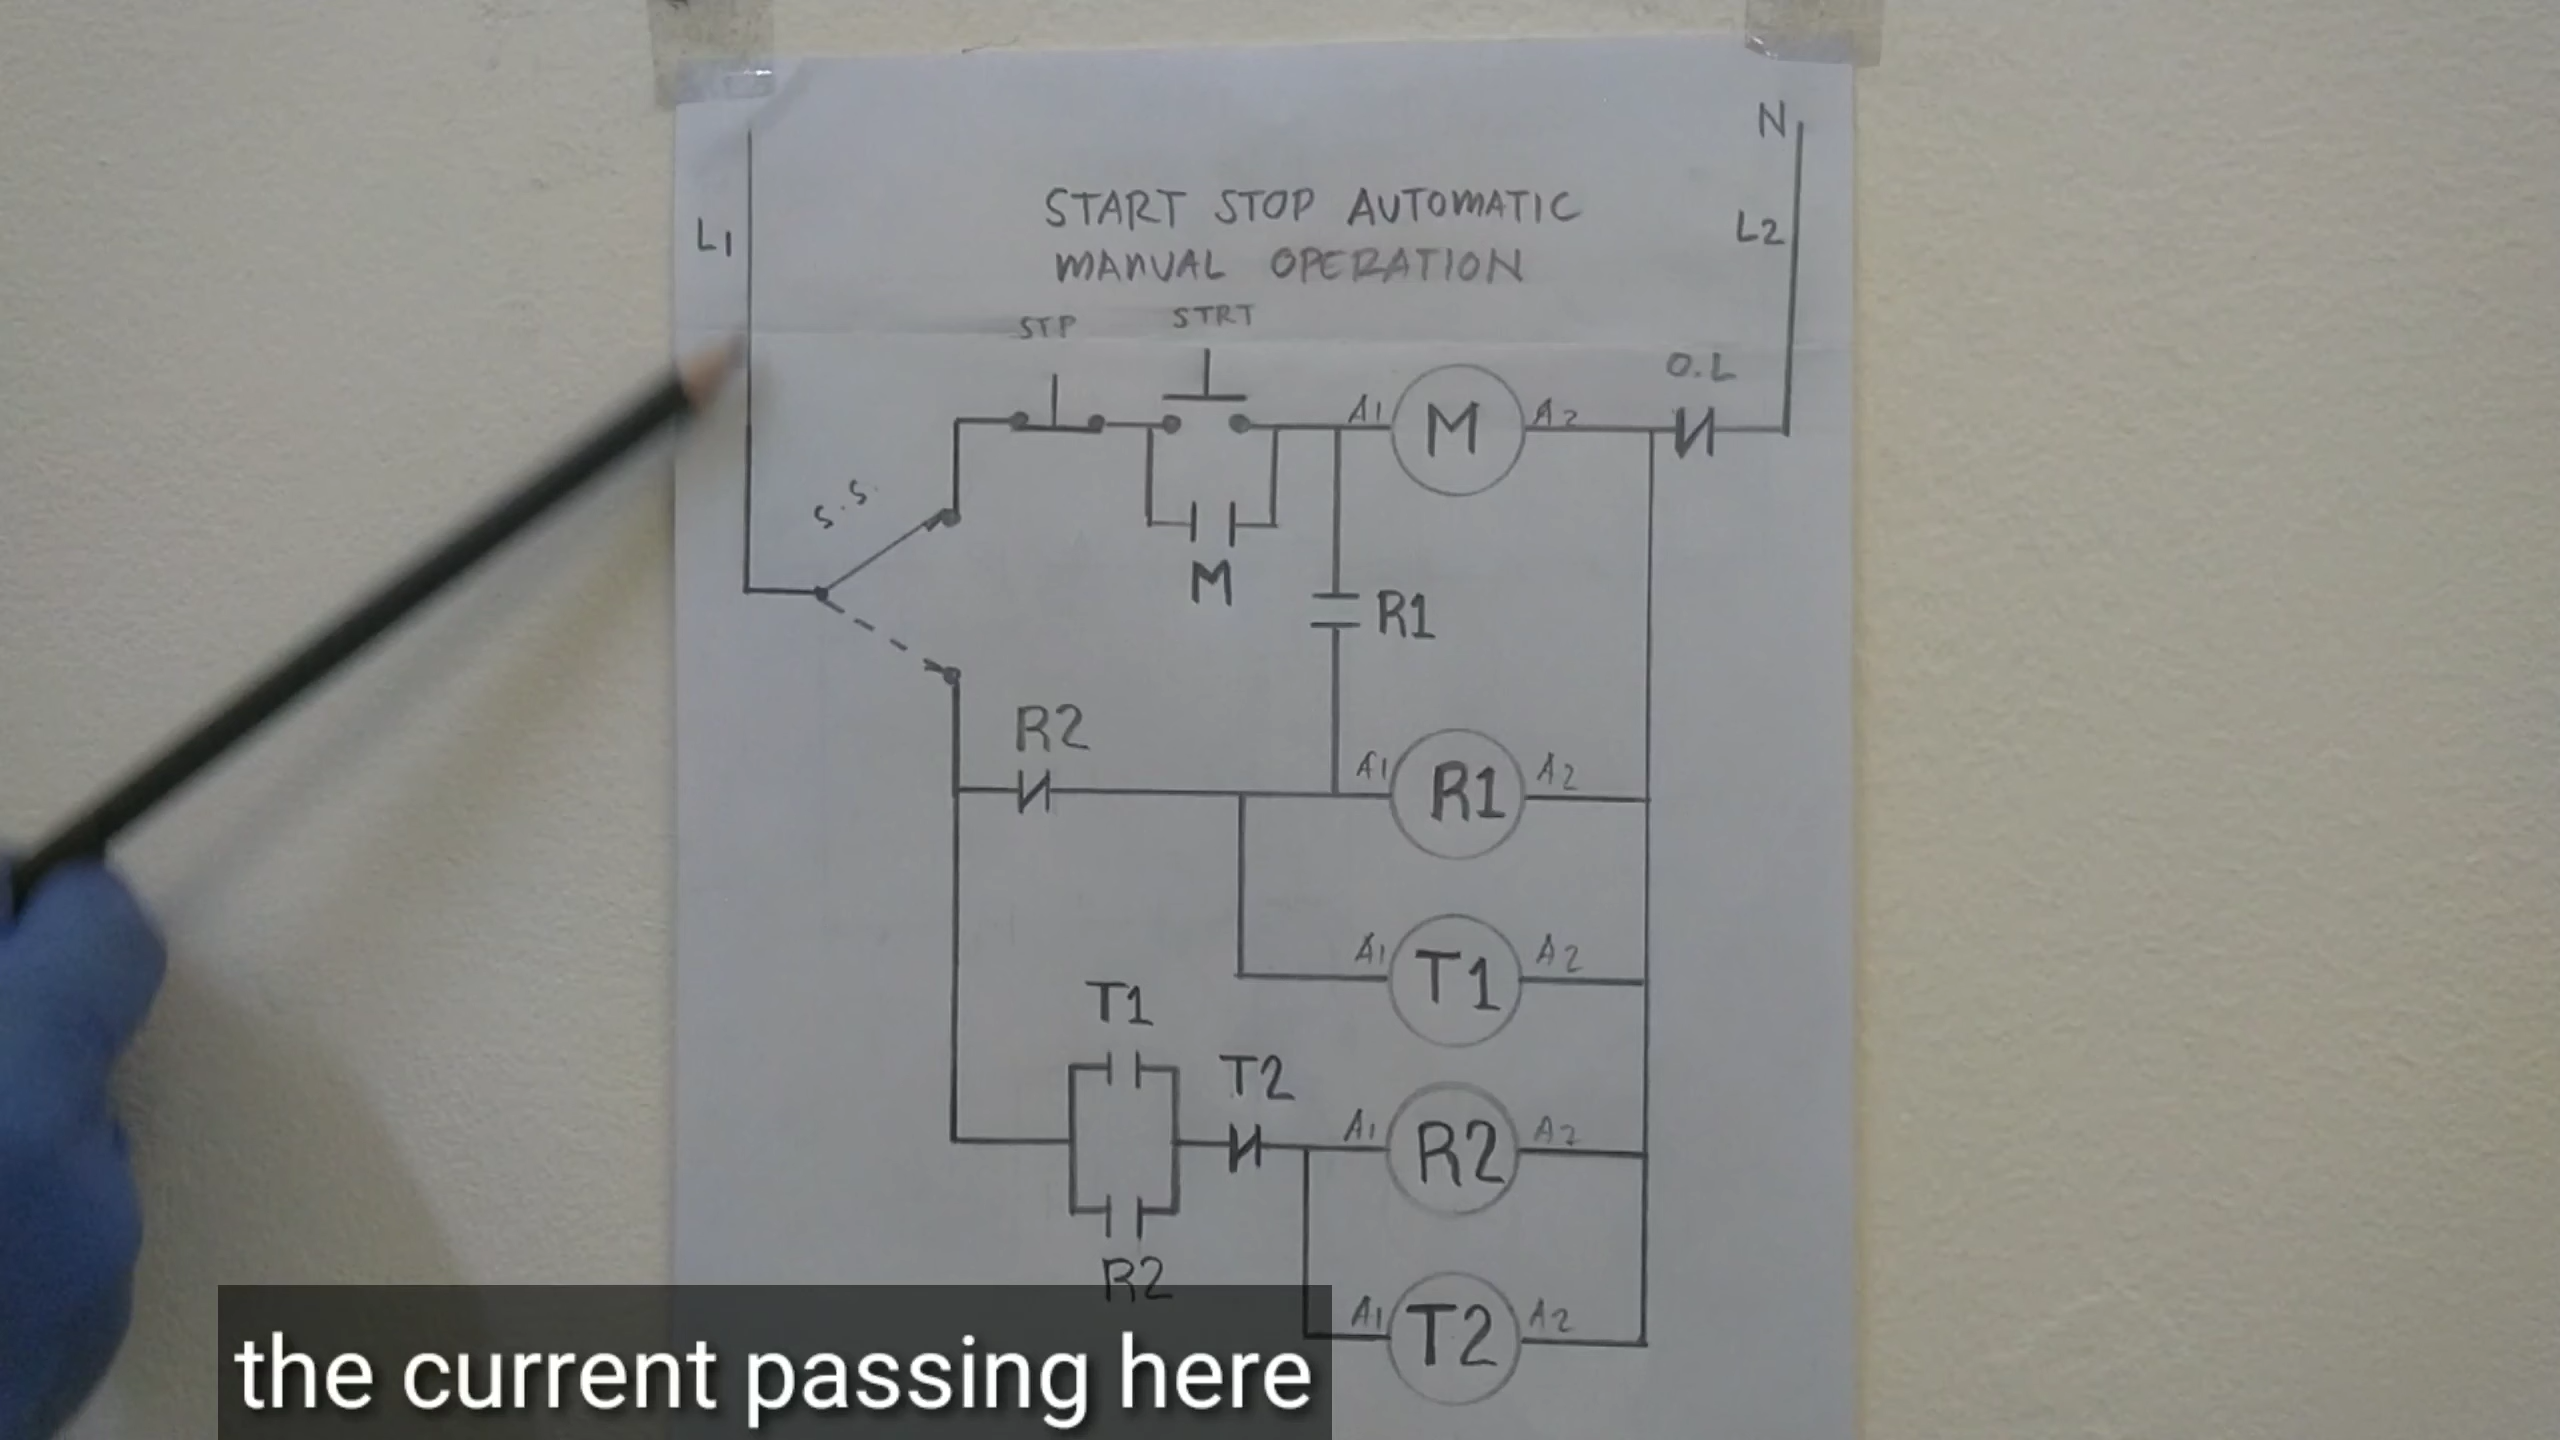 N
START STOP AUTOMATIC
MANUAL OPERATION
L1
L2
STP
STRT
O.L
A1
M
A2
S.S.
M
R1
R2
A1
R1
A2
A1
T1
A2
T1
T2
A1
R2
A2
R2
A1
T2
A2
the current passing here